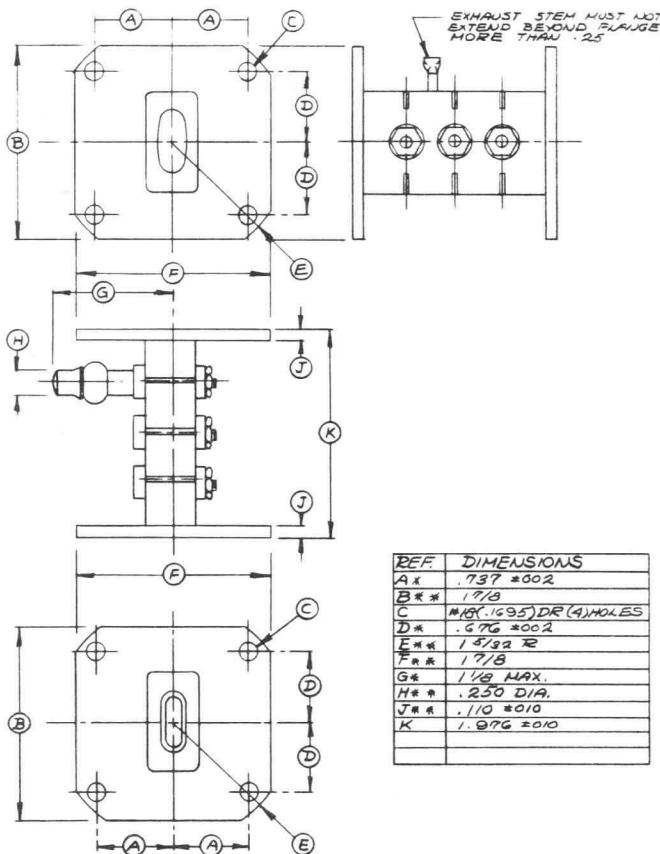 EXHAUST STEM MUST NOT
EXTEND BEYOND FLANGE
MORE THAN .25
A A C
D
B
D
E
F
G
H
J
K
J
F
C
D
B
D
A A E
REF. DIMENSIONS
A* .737 ±002
B** 1 7/8
C #18(.1695)DR (4)HOLES
D* .676 ±002
E** 1 5/32 R
F** 1 7/8
G* 1 1/8 MAX.
H** .250 DIA.
J** .110 ±010
K 1.976 ±010